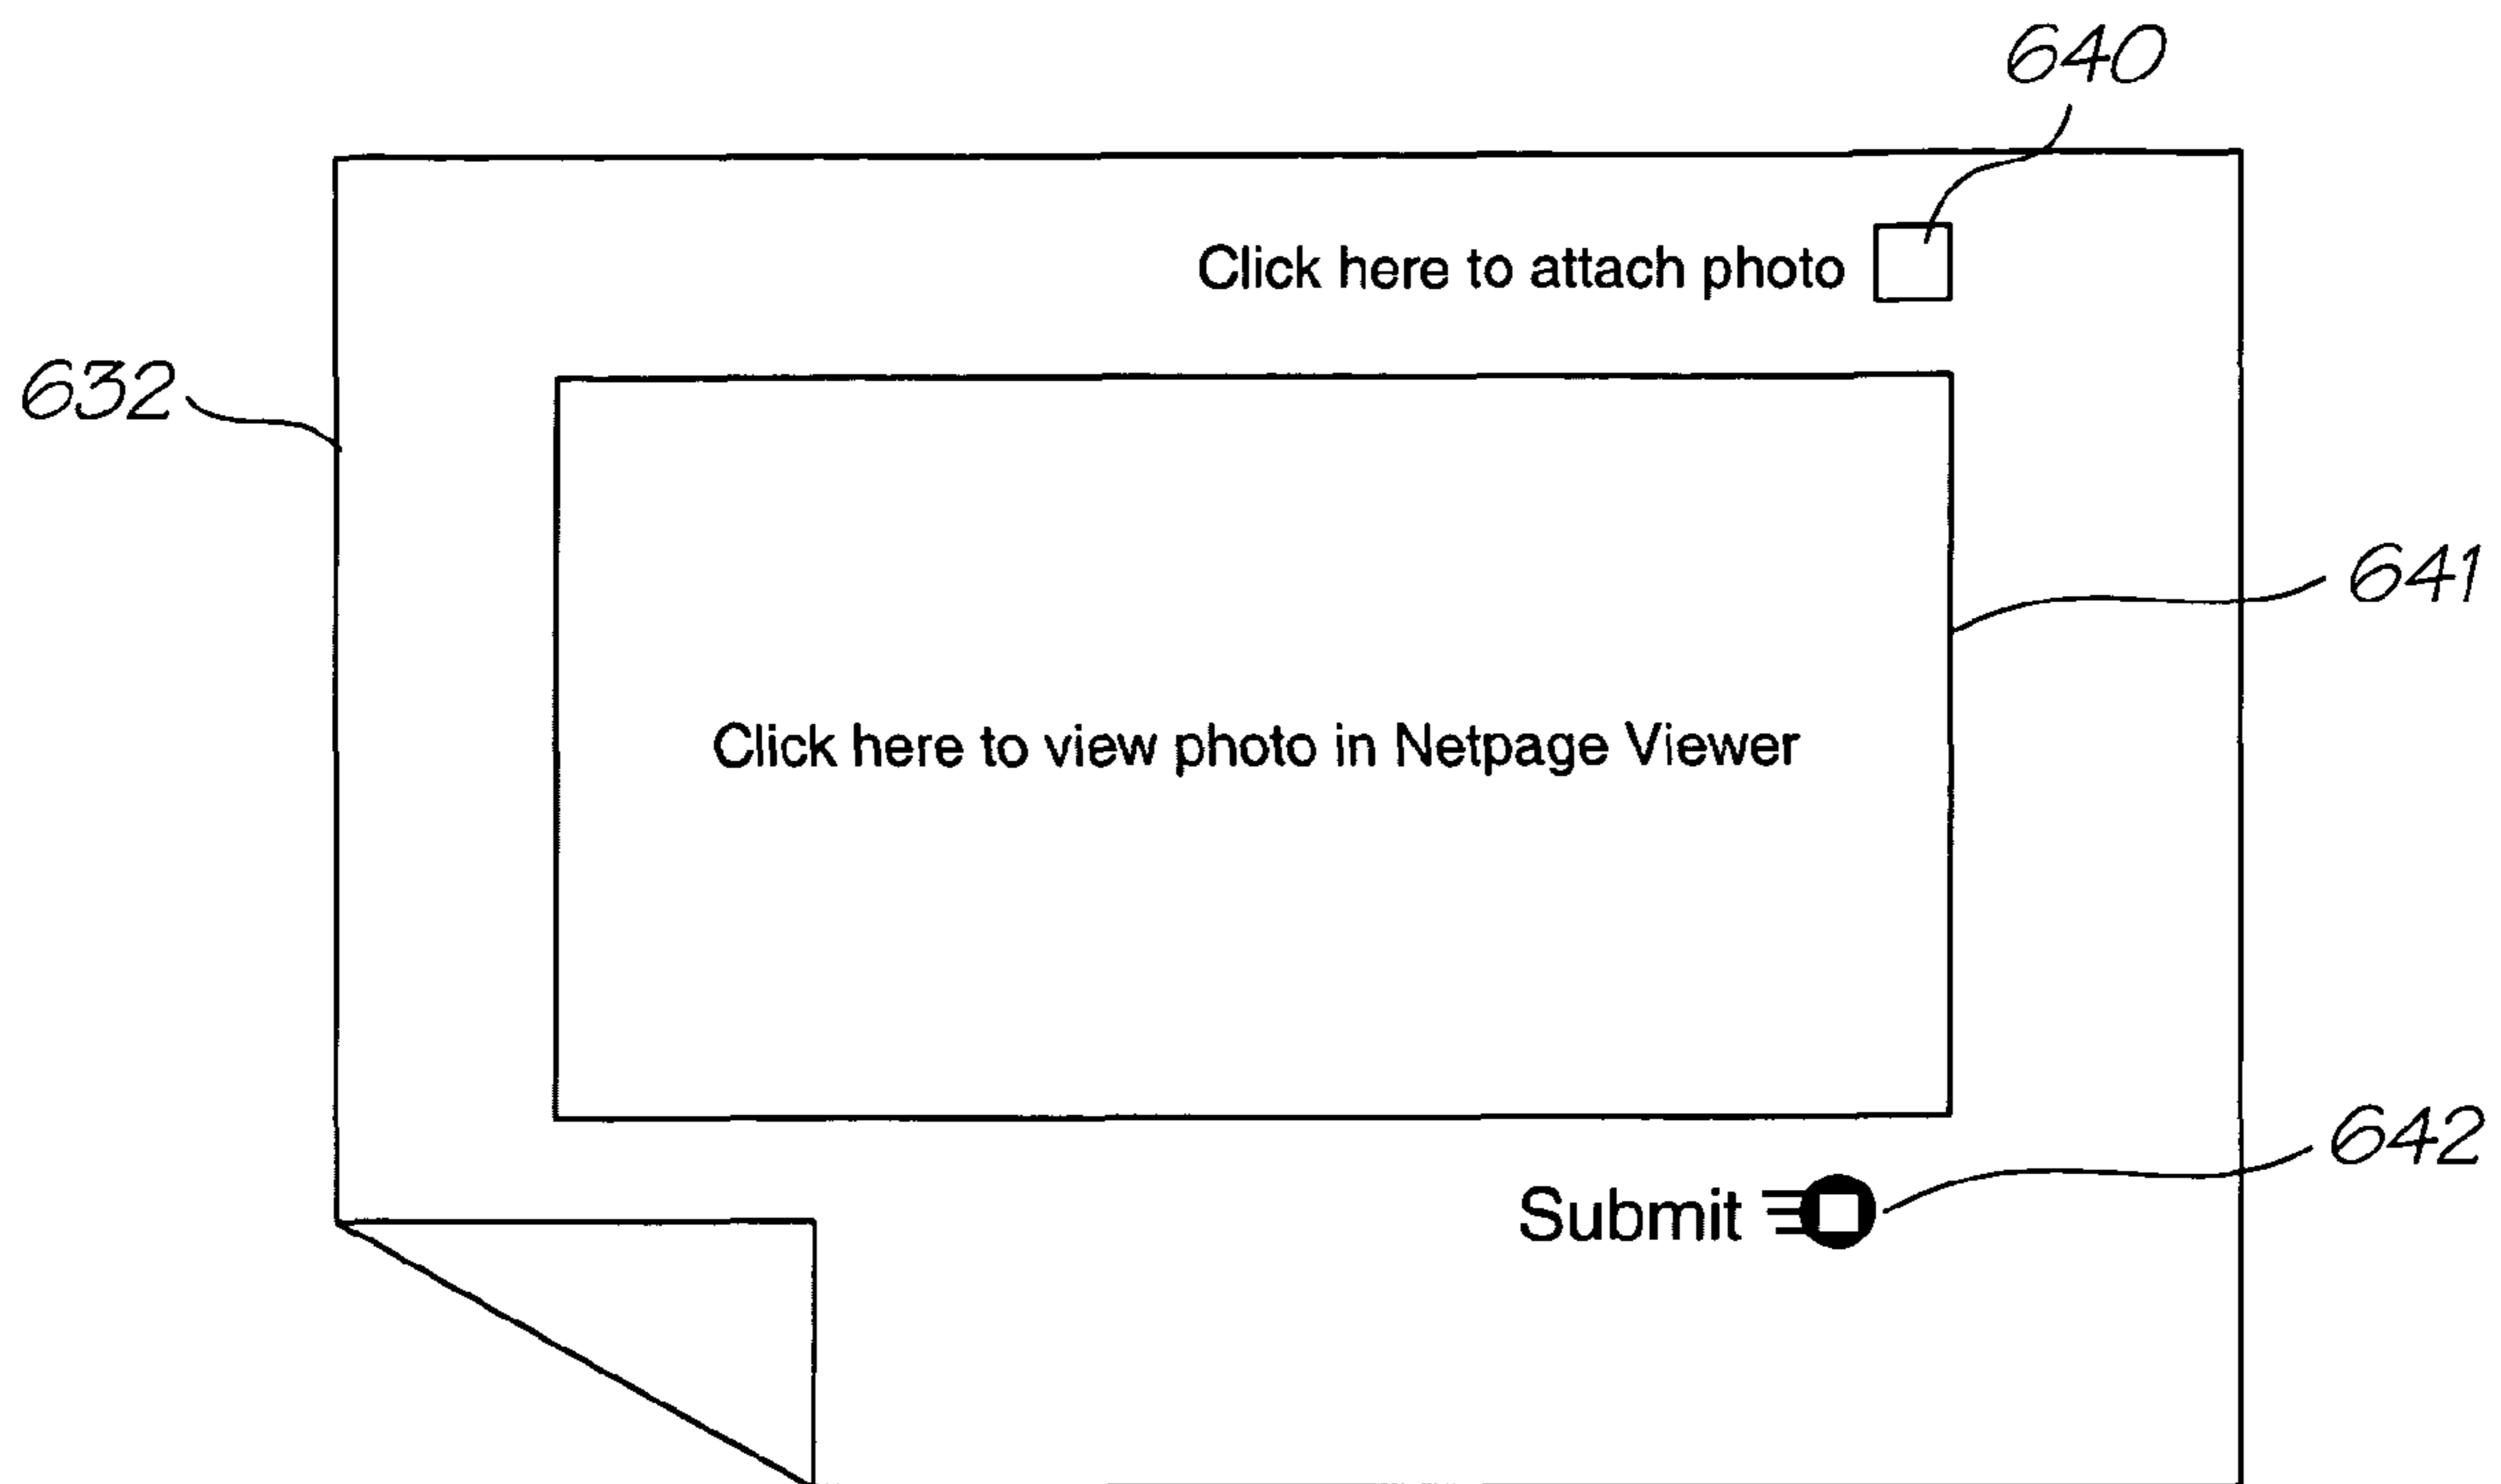 640
Click here to attach photo
632
641
Click here to view photo in Netpage Viewer
642
Submit